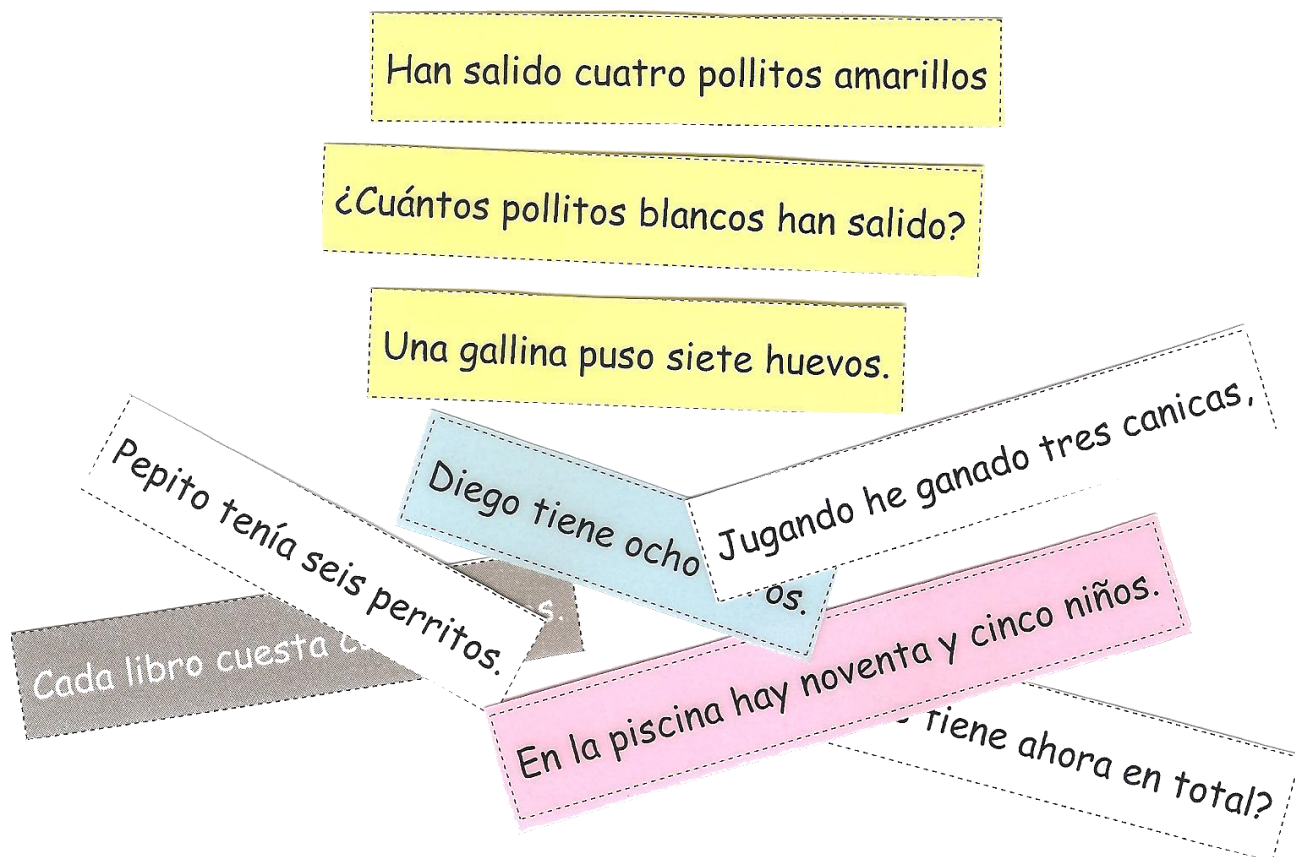 Han salido cuatro pollitos amarillos
¿Cuántos pollitos blancos han salido?
Una gallina puso siete huevos.
Jugando he ganado tres canicas,
Pepito tenía seis perritos.
Diego tiene ocho
Cada libro cuesta
En la piscina hay noventa y cinco niños.
tiene ahora en total?